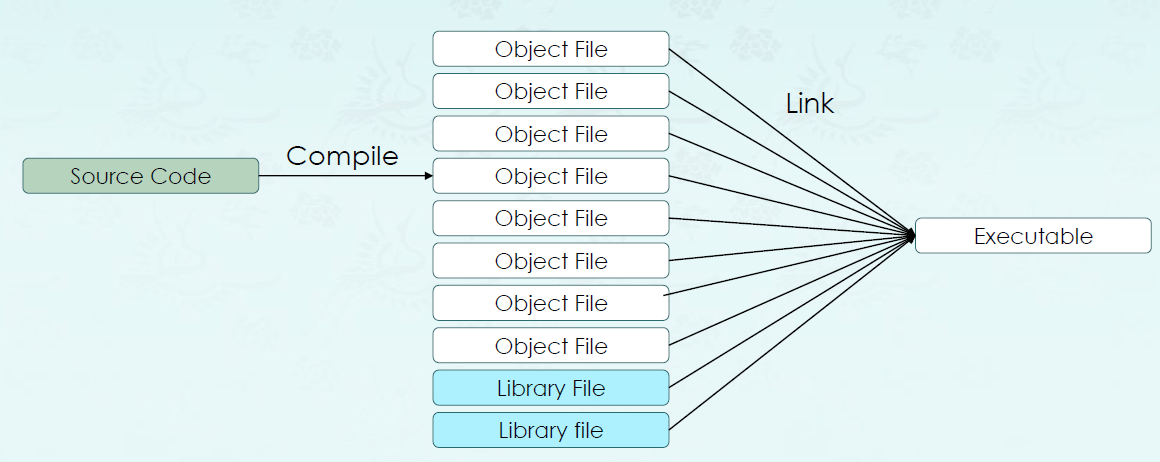 Object File
Object File
Link
Object File
Compile
Source Code
Object File
Object File
Executable
Object File
Object File
Object File
Library File
Library file